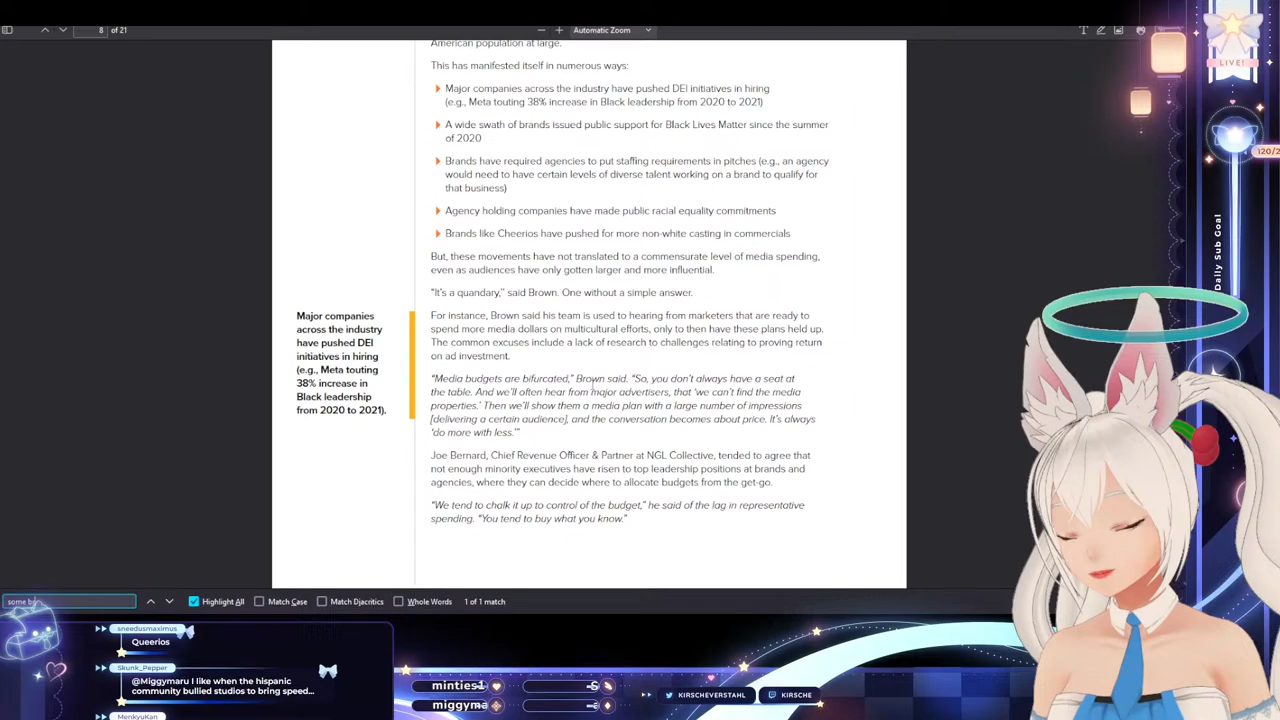 8 of 21
Automatic Zoom
American population at large.
This has manifested itself in numerous ways:
Major companies across the industry have pushed DEI initiatives in hiring
(e.g., Meta touting 38% increase in Black leadership from 2020 to 2021)
A wide swath of brands issued public support for Black Lives Matter since the summer
of 2020
Brands have required agencies to put staffing requirements in pitches (e.g., an agency
would need to have certain levels of diverse talent working on a brand to qualify for
that business)
Agency holding companies have made public racial equality commitments
Brands like Cheerios have pushed for more non-white casting in commercials
But, these movements have not translated to a commensurate level of media spending,
even as audiences have only gotten larger and more influential.
"It's a quandary," said Brown. One without a simple answer.
For instance, Brown said his team is used to hearing from marketers that are ready to
spend more media dollars on multicultural efforts, only to then have these plans held up.
The common excuses include a lack of research to challenges relating to proving return
on ad investment.
"Media budgets are bifurcated," Brown said. "So, you don't always have a seat at
the table. And we'll often hear from major advertisers, that 'we can't find the media
properties.' Then we'll show them a media plan with a large number of impressions
[delivering a certain audience], and the conversation becomes about price. It's always
'do more with less.'"
Joe Bernard, Chief Revenue Officer & Partner at NGL Collective, tended to agree that
not enough minority executives have risen to top leadership positions at brands and
agencies, where they can decide where to allocate budgets from the get-go.
"We tend to chalk it up to control of the budget," he said of the lag in representative
spending. "You tend to buy what you know."
Major companies
across the industry
have pushed DEI
initiatives in hiring
(e.g., Meta touting
38% increase in
Black leadership
from 2020 to 2021).
some
Highlight All
Match Case
Match Diacritics
Whole Words
1 of 1 match
sneedusmaximus
Queerios
Skunk_Pepper
@Miggymaru I like when the hispanic
community bullied studios to bring speed...
MenkyuKan
minties1
miggyma
KIRSCHEVERSTAHL
KIRSCHE
LIVE!
120/2
Daily Sub Goal